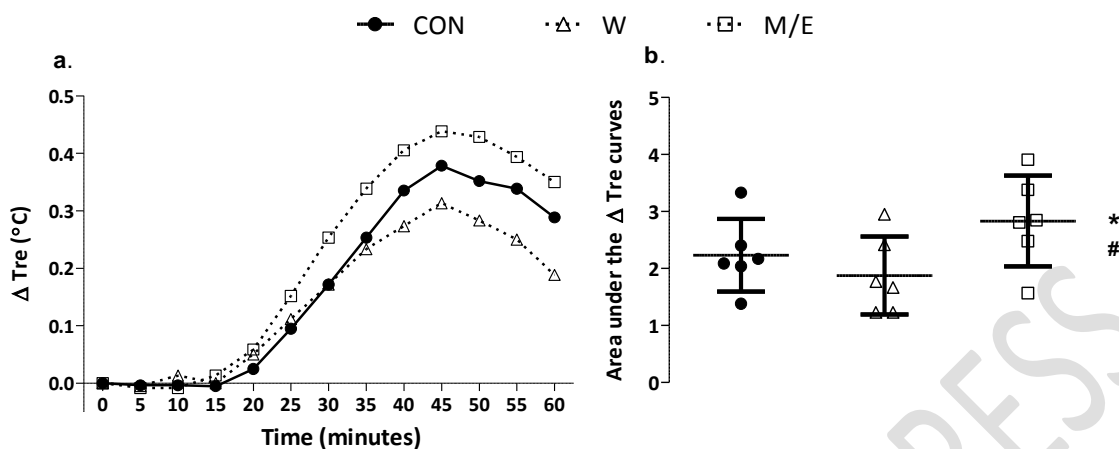 CON W M/E
a.
Δ Tre (°C)
0.5
0.4
0.3
0.2
0.1
0.0
0 5 10 15 20 25 30 35 40 45 50 55 60
Time (minutes)
b.
Area under the Δ Tre curves
5
4
3
2
1
0
*
#
PRESS